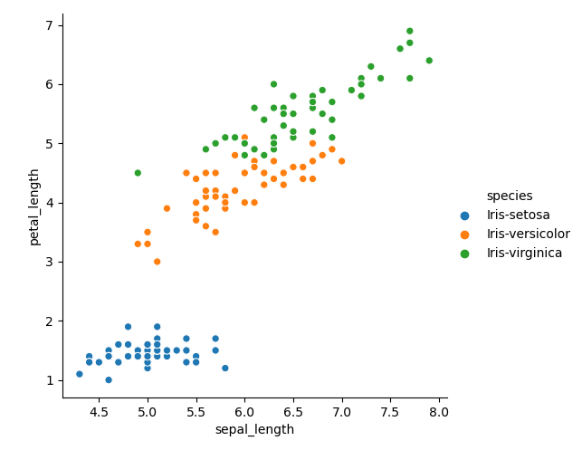 7
6
5
4
3
2
1
petal_length
4.5 5.0 5.5 6.0 6.5 7.0 7.5 8.0
sepal_length
species
Iris-setosa
Iris-versicolor
Iris-virginica